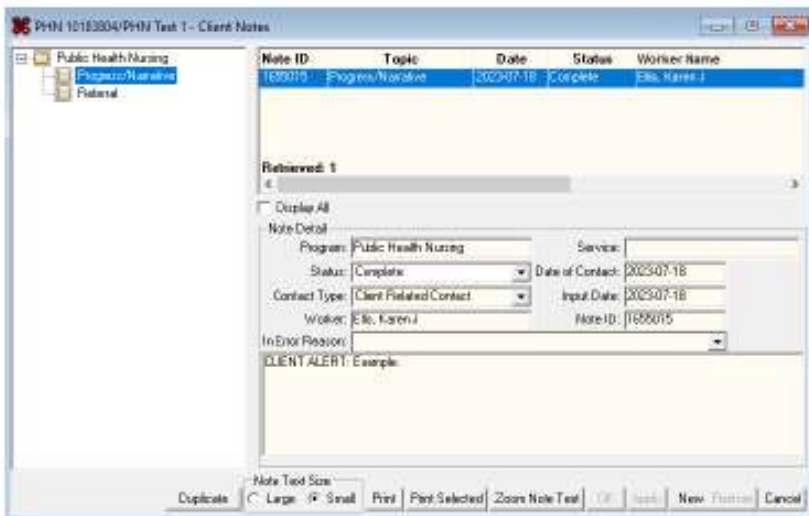 PHN 10183804/PHN Test 1 - Client Notes
Public Health Nursing
Progress/Narrative
Referral
Note ID Topic Date Status Worker Name
1655015 Progress/Narrative 2023-07-18 Complete Ellis, Karen J
Retrieved: 1
Display All
Note Detail
Program: Public Health Nursing Service:
Status: Complete Date of Contact: 2023-07-18
Contact Type: Client Related Contact Input Date: 2023-07-18
Worker: Ellis, Karen J Note ID: 1655015
In Error Reason:
CLIENT ALERT: Example.
Note Text Size
Duplicate Large Small Print Print Selected Zoom Note Text OK Apply New Cancel